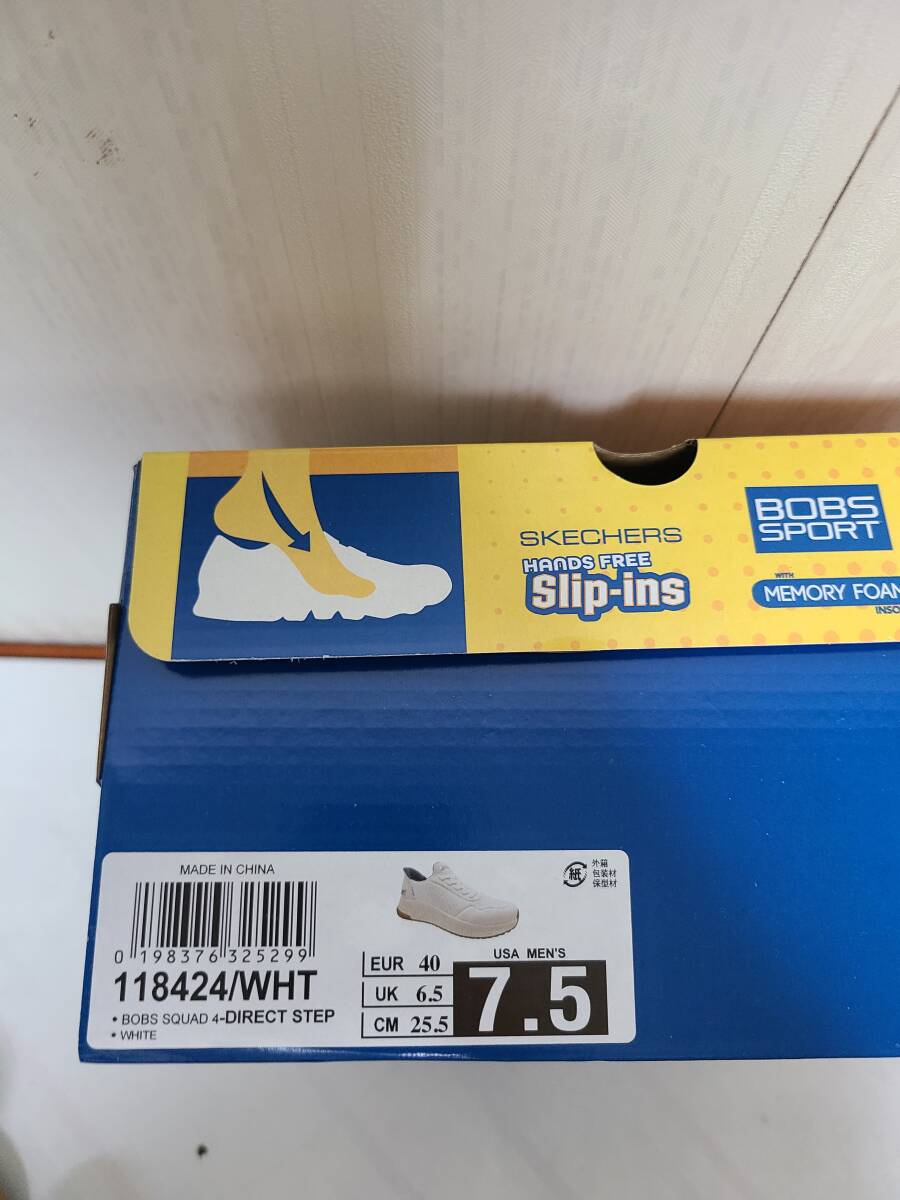 SKECHERS
HANDS FREE
Slip-ins
BOBS
SPORT
WITH
MEMORY FOAM
MADE IN CHINA
0 198376 325299
118424/WHT
• BOBS SQUAD 4-DIRECT STEP
• WHITE
紙
外箱
包装材
保型材
EUR 40
UK 6.5
CM 25.5
USA MEN'S
7.5